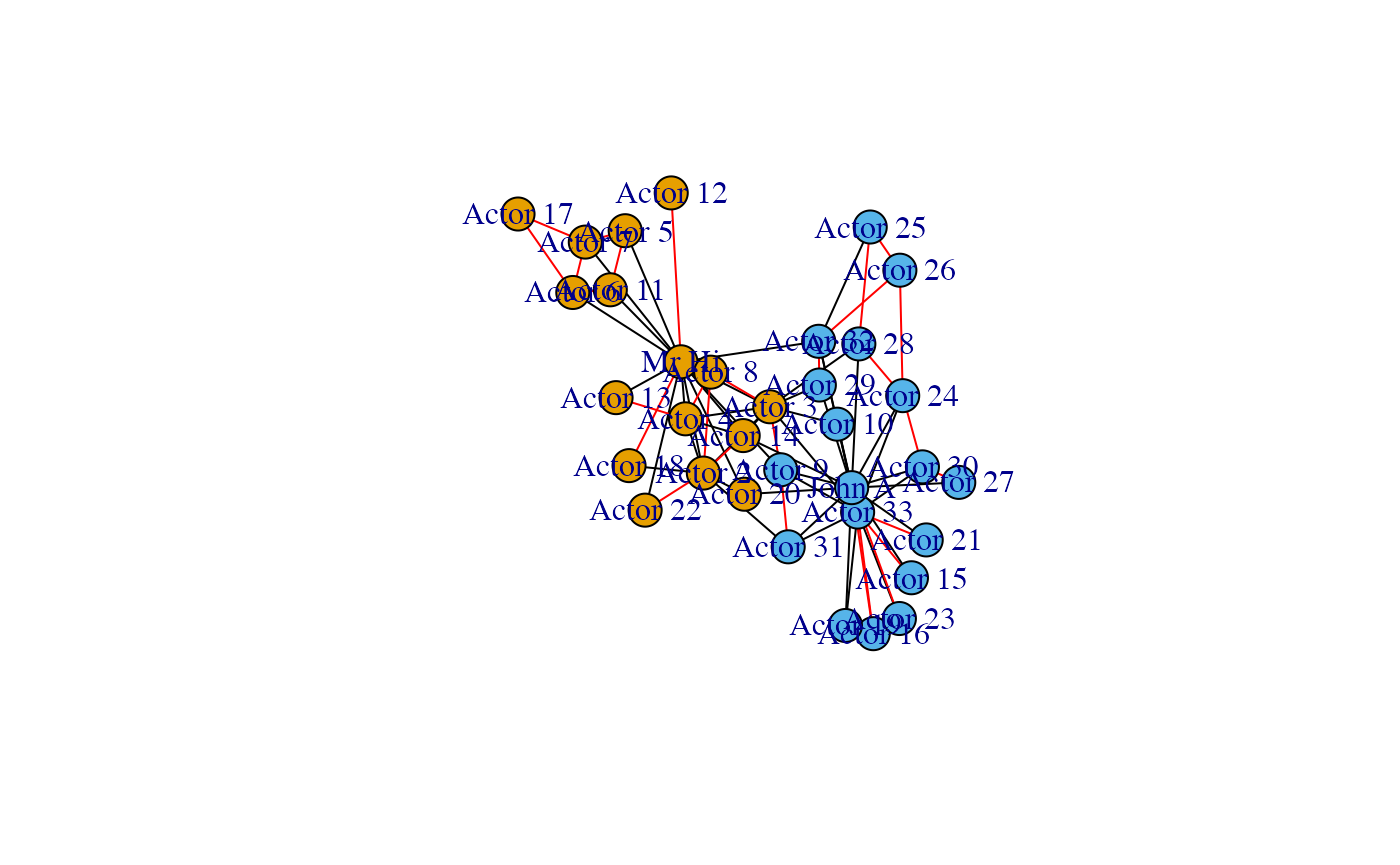 Actor 12
Actor 17
Actor 25
Actor 5
Actor 7
Actor 26
Actor 11
Actor 6
Actor 32
Actor 28
Mr Hi
Actor 8
Actor 29
Actor 24
Actor 13
Actor 3
Actor 4
Actor 10
Actor 14
Actor 18
Actor 30
Actor 9
Actor 2
Actor 27
John A
Actor 20
Actor 22
Actor 33
Actor 21
Actor 31
Actor 15
Actor 23
Actor 19
Actor 16